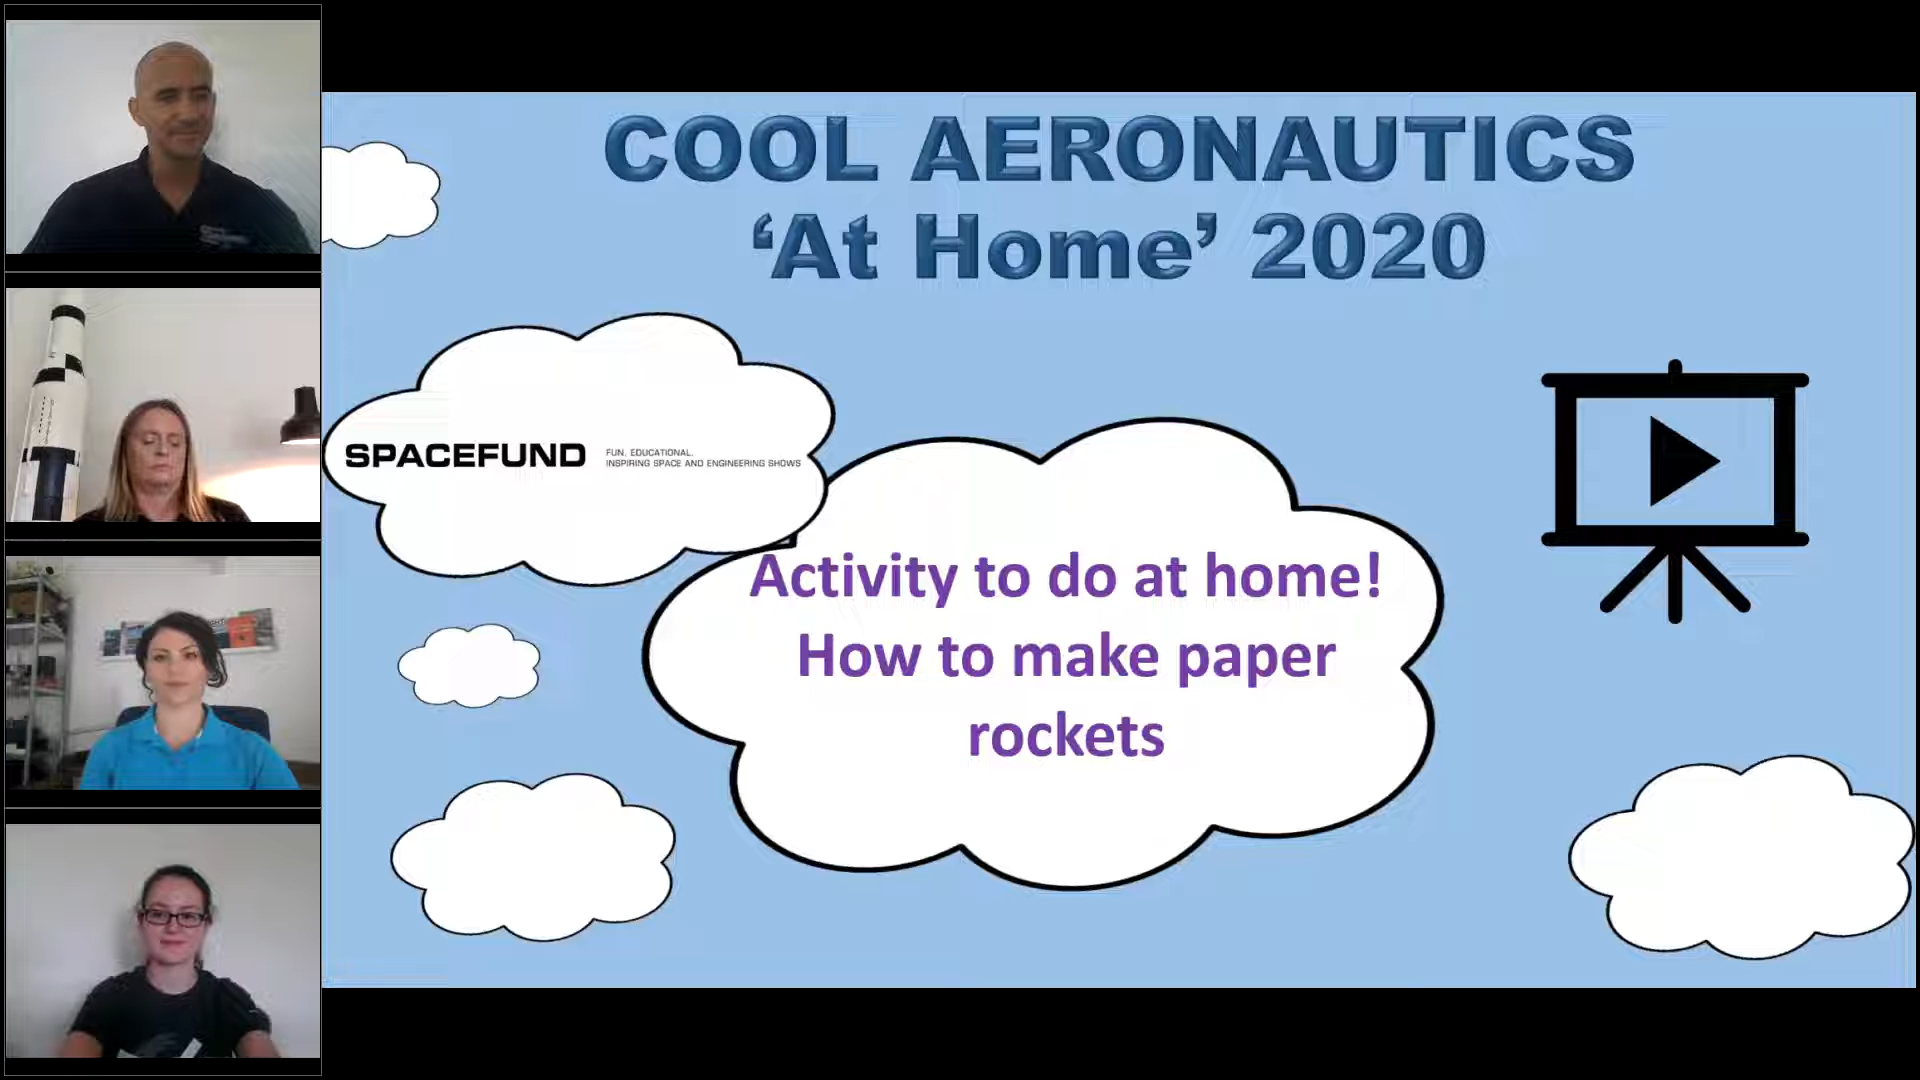 COOL AERONAUTICS
‘At Home’ 2020
SPACEFUND
FUN, EDUCATIONAL,
INSPIRING SPACE AND ENGINEERING SHOWS
Activity to do at home!
How to make paper
rockets